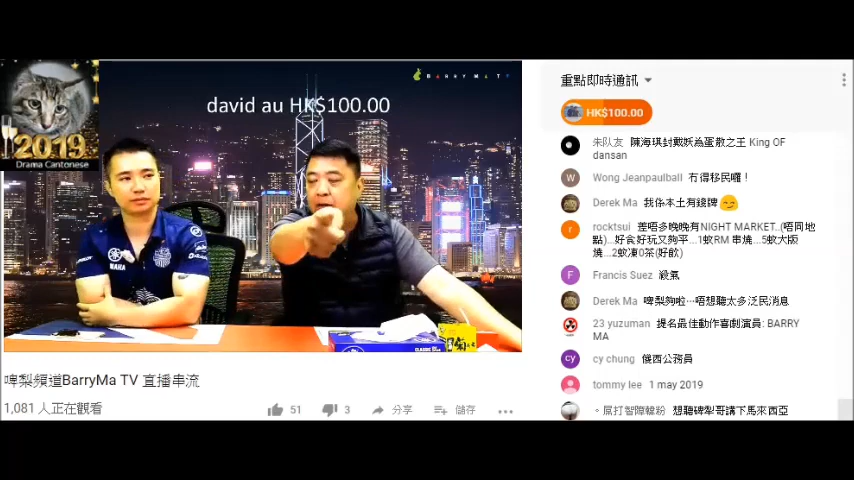 BARRYMA TV
david au HK$100.00
2019
Drama Cantonese
YAMAHA
CLASSIC
啤梨頻道BarryMa TV 直播串流
1,081 人正在觀看
51
3
分享
儲存
重點即時通訊
HK$100.00
朱队友 陳海琪封戴妖為蛋散之王 King OF
dansan
Wong Jeanpaulball 冇得移民囉！
Derek Ma 我係本土有錢牌
rocktsui 差唔多晚晚有NIGHT MARKET..(唔同地
點)...好食好玩又夠平...1蚊RM 串燒...5蚊大阪
燒...2蚊凍0茶(好飲)
Francis Suez 殺氣
Derek Ma 啤梨夠啦…唔想聽太多泛民消息
23 yuzuman 提名最佳動作喜劇演員: BARRY
MA
cy chung 儍西公務員
tommy lee 1 may 2019
。屌打智障韓粉 想聽碑梨哥講下馬來西亞